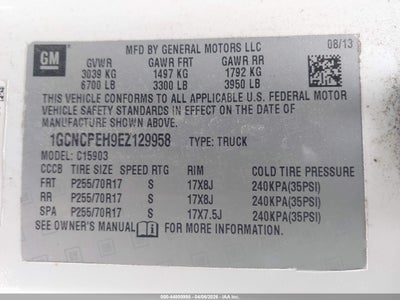 GM
MFD BY GENERAL MOTORS LLC
08/13
GVWR GAWR FRT GAWR RR
3039 KG 1497 KG 1792 KG
6700 LB 3300 LB 3950 LB
THIS VEHICLE CONFORMS TO ALL APPLICABLE U.S. FEDERAL MOTOR
VEHICLE SAFETY STANDARDS IN EFFECT ON THE DATE OF
MANUFACTURE SHOWN ABOVE.
1GCNCPEH9EZ129958 TYPE: TRUCK
MODEL: C15903
CCCB TIRE SIZE SPEED RTG RIM COLD TIRE PRESSURE
FRT P255/70R17 S 17X8J 240KPA(35PSI)
RR P255/70R17 S 17X8J 240KPA(35PSI)
SPA P255/70R17 S 17X7.5J 240KPA(35PSI)
SEE OWNER'S MANUAL FOR MORE INFORMATION